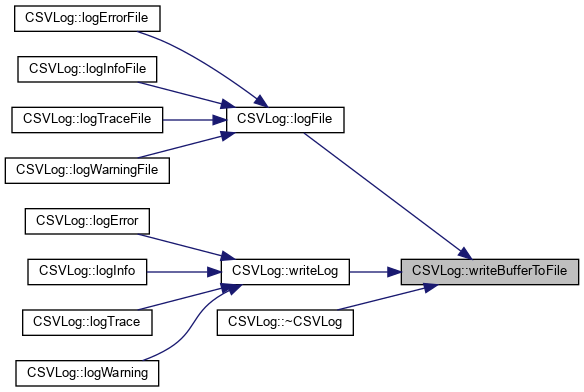 CSVLog::logErrorFile
CSVLog::logInfoFile
CSVLog::logTraceFile
CSVLog::logFile
CSVLog::logWarningFile
CSVLog::logError
CSVLog::logInfo
CSVLog::writeLog
CSVLog::writeBufferToFile
CSVLog::logTrace
CSVLog::~CSVLog
CSVLog::logWarning